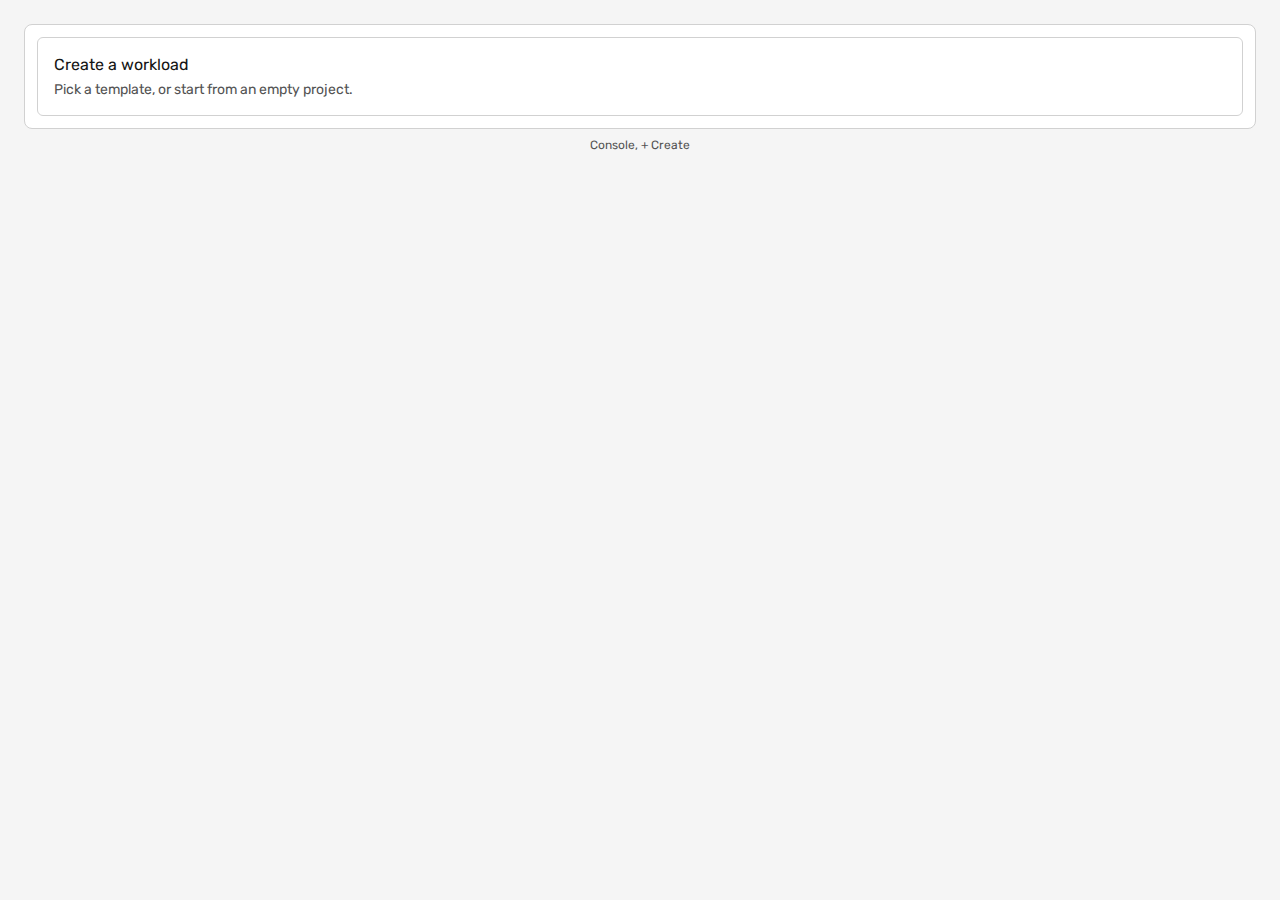 Create a workload
Pick a template, or start from an empty project.
Console, + Create